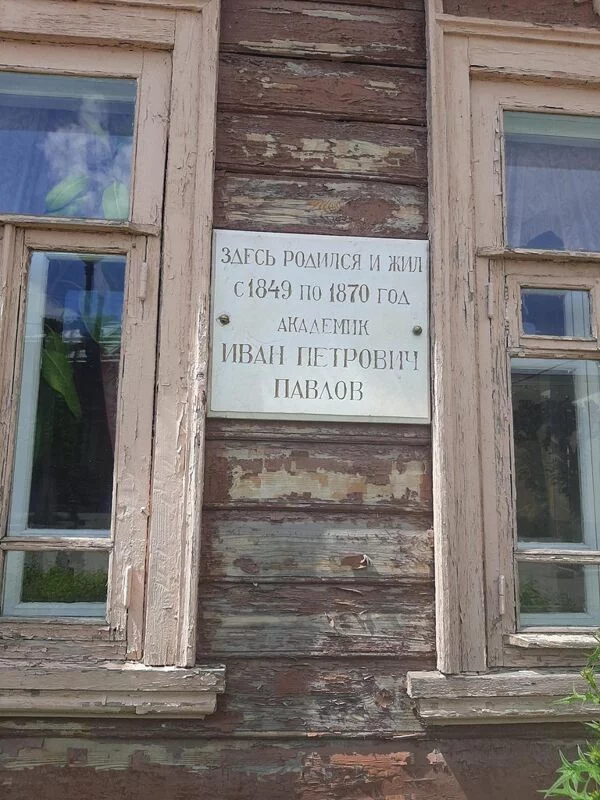 ЗДЕСЬ РОДИЛСЯ И ЖИЛ
С 1849 ПО 1870 ГОД
АКАДЕМИК
ИВАН ПЕТРОВИЧ
ПАВЛОВ